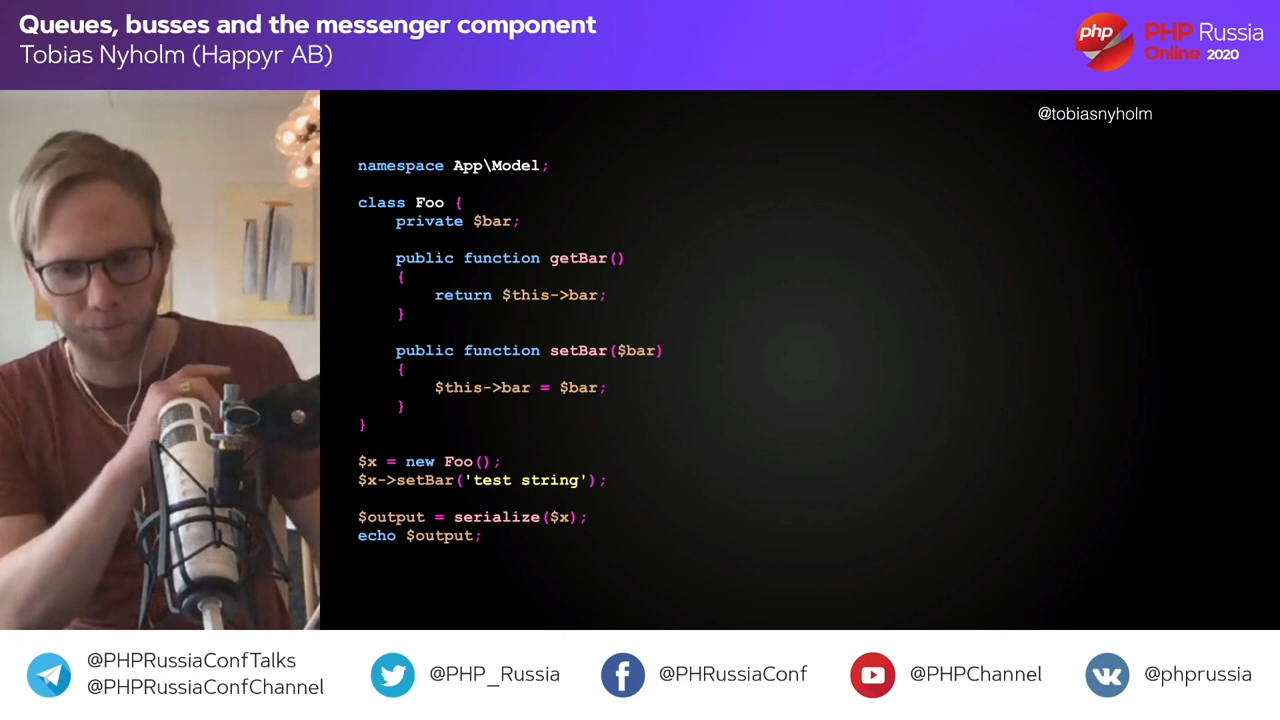 Queues, busses and the messenger component
Tobias Nyholm (Happyr AB)
php
PHP Russia
Online 2020
@tobiasnyholm
namespace App\Model;
class Foo {
private $bar;
public function getBar()
{
return $this->bar;
}
public function setBar($bar)
{
$this->bar = $bar;
}
}
$x = new Foo();
$x->setBar('test string');
$output = serialize($x);
echo $output;
@PHPRussiaConfTalks
@PHPRussiaConfChannel
@PHP_Russia
@PHRussiaConf
@PHPChannel
@phprussia